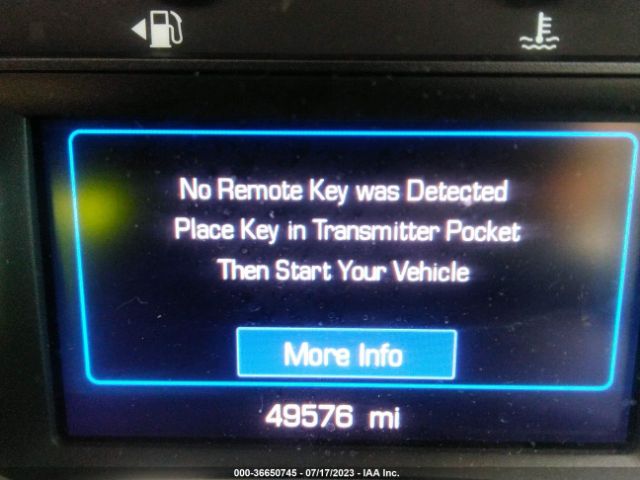 No Remote Key was Detected
Place Key in Transmitter Pocket
Then Start Your Vehicle
More Info
49576 mi
000-36650745 - 07/17/2023 - IAA Inc.